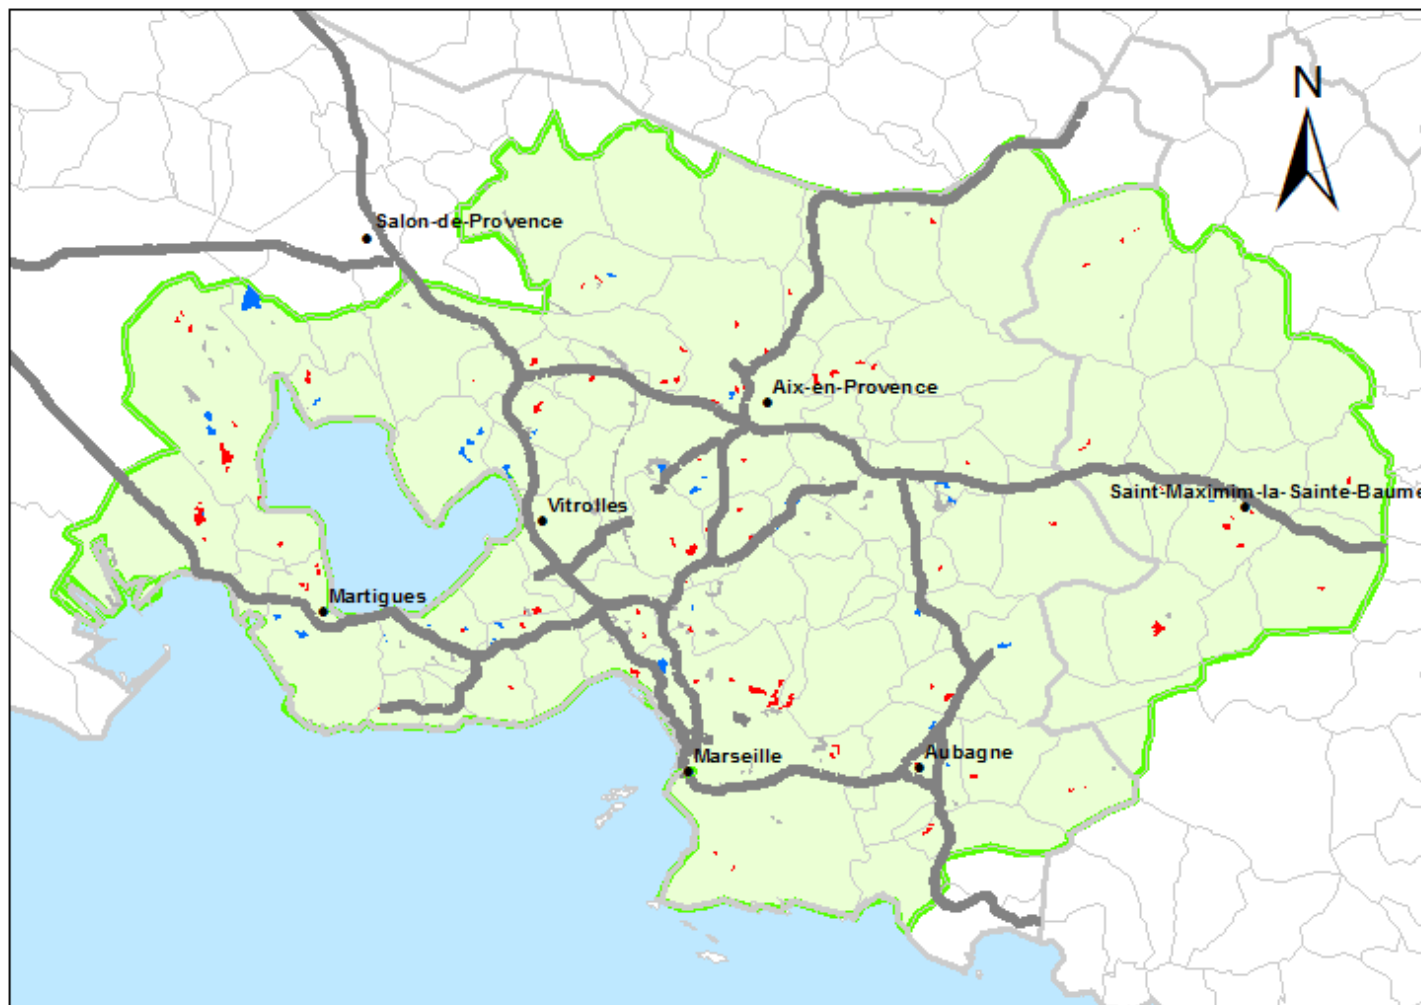 N
Salon-de-Provence
Aix-en-Provence
Saint-Maximim-la-Sainte-Baume
Vitrolles
Martigues
Aubagne
Marseille